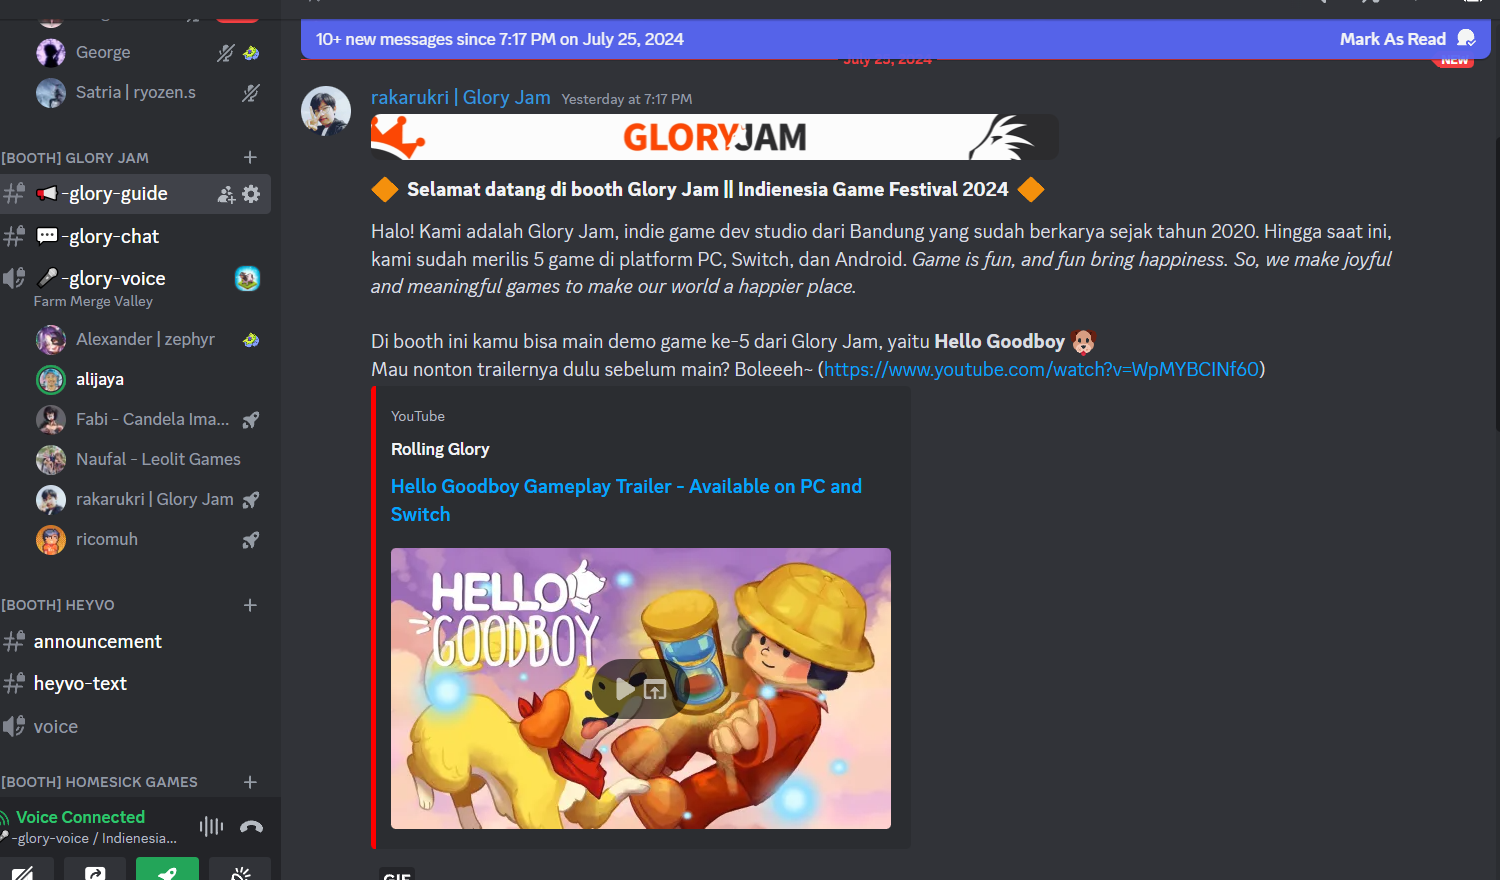 George
Satria | ryozen.s
[BOOTH] GLORY JAM
-glory-guide
-glory-chat
-glory-voice
Farm Merge Valley
Alexander | zephyr
alijaya
Fabi - Candela Ima...
Naufal - Leolit Games
rakarukri | Glory Jam
ricomuh
[BOOTH] HEYVO
announcement
heyvo-text
voice
[BOOTH] HOMESICK GAMES
Voice Connected
-glory-voice / Indienesia...
10+ new messages since 7:17 PM on July 25, 2024
Mark As Read
July 25, 2024
NEW
rakarukri | Glory Jam Yesterday at 7:17 PM
GLORYJAM
Selamat datang di booth Glory Jam || Indienesia Game Festival 2024
Halo! Kami adalah Glory Jam, indie game dev studio dari Bandung yang sudah berkarya sejak tahun 2020. Hingga saat ini,
kami sudah merilis 5 game di platform PC, Switch, dan Android. Game is fun, and fun bring happiness. So, we make joyful
and meaningful games to make our world a happier place.
Di booth ini kamu bisa main demo game ke-5 dari Glory Jam, yaitu Hello Goodboy
Mau nonton trailernya dulu sebelum main? Boleeeh~ (https://www.youtube.com/watch?v=WpMYBCINf60)
YouTube
Rolling Glory
Hello Goodboy Gameplay Trailer - Available on PC and
Switch
HELLO
GOODBOY
GIF